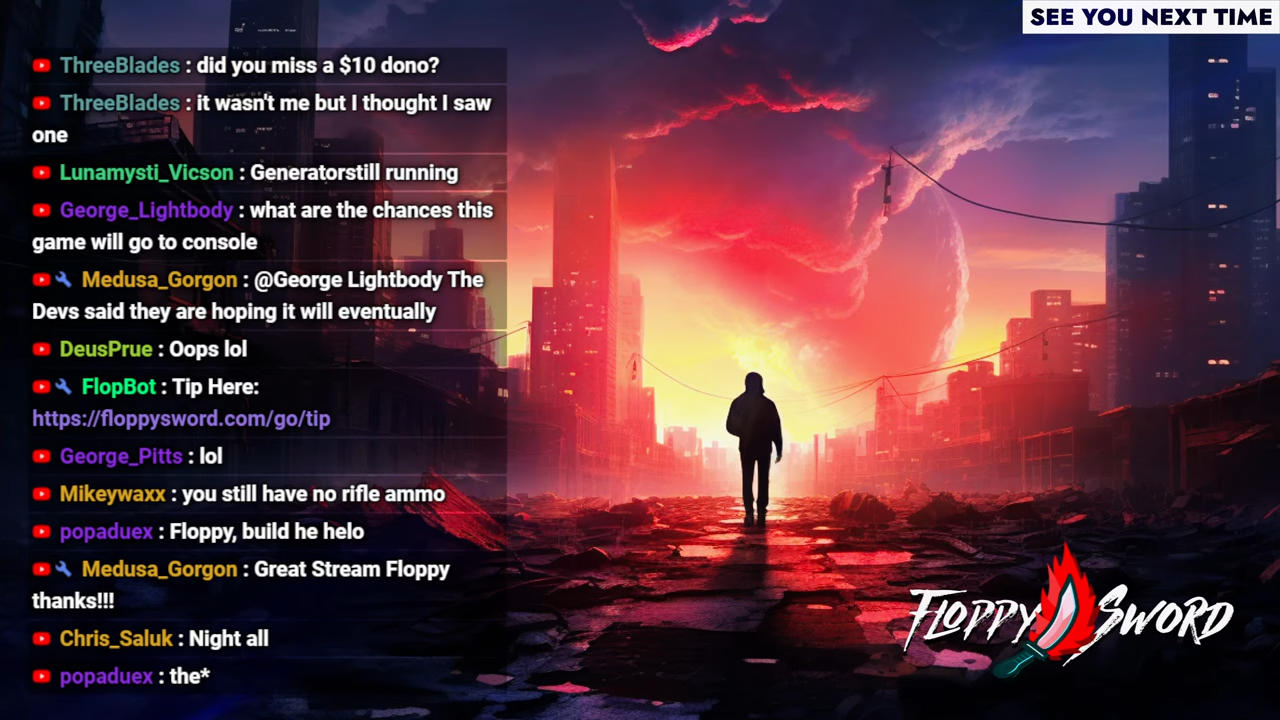 SEE YOU NEXT TIME
ThreeBlades : did you miss a $10 dono?
ThreeBlades : it wasn't me but I thought I saw
one
Lunamysti_Vicson : Generatorstill running
George_Lightbody : what are the chances this
game will go to console
Medusa_Gorgon : @George Lightbody The
Devs said they are hoping it will eventually
DeusPrue : Oops lol
FlopBot : Tip Here:
https://floppysword.com/go/tip
George_Pitts : lol
Mikeywaxx : you still have no rifle ammo
popaduex : Floppy, build he helo
Medusa_Gorgon : Great Stream Floppy
thanks!!!
Chris_Saluk : Night all
popaduex : the*
FLOPPY SWORD